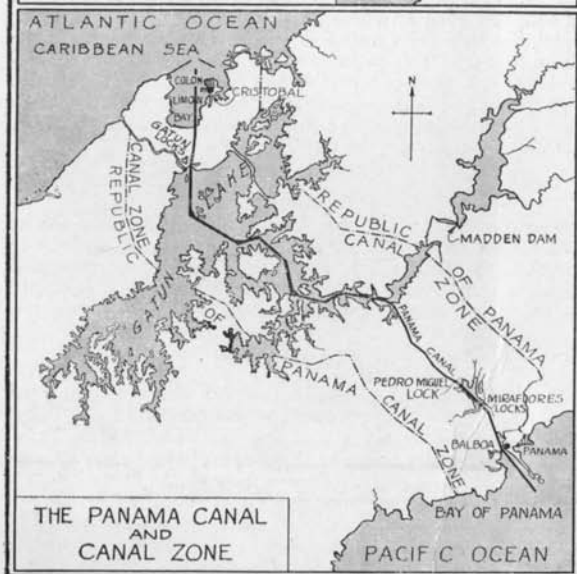 ATLANTIC OCEAN
CARIBBEAN SEA
COLON
CRISTOBAL
LIMON
BAY
N
GATUN
LOCKS
CANAL ZONE
REPUBLIC
LAKE
REPUBLIC
CANAL
MADDEN DAM
OF PANAMA
ZONE
GATUN
OF
PANAMA
CANAL
ZONE
PANAMA CANAL
PEDRO MIGUEL
LOCK
MIRAFLORES
LOCKS
BALBOA
PANAMA
BAY OF PANAMA
PACIFIC OCEAN
THE PANAMA CANAL
AND
CANAL ZONE